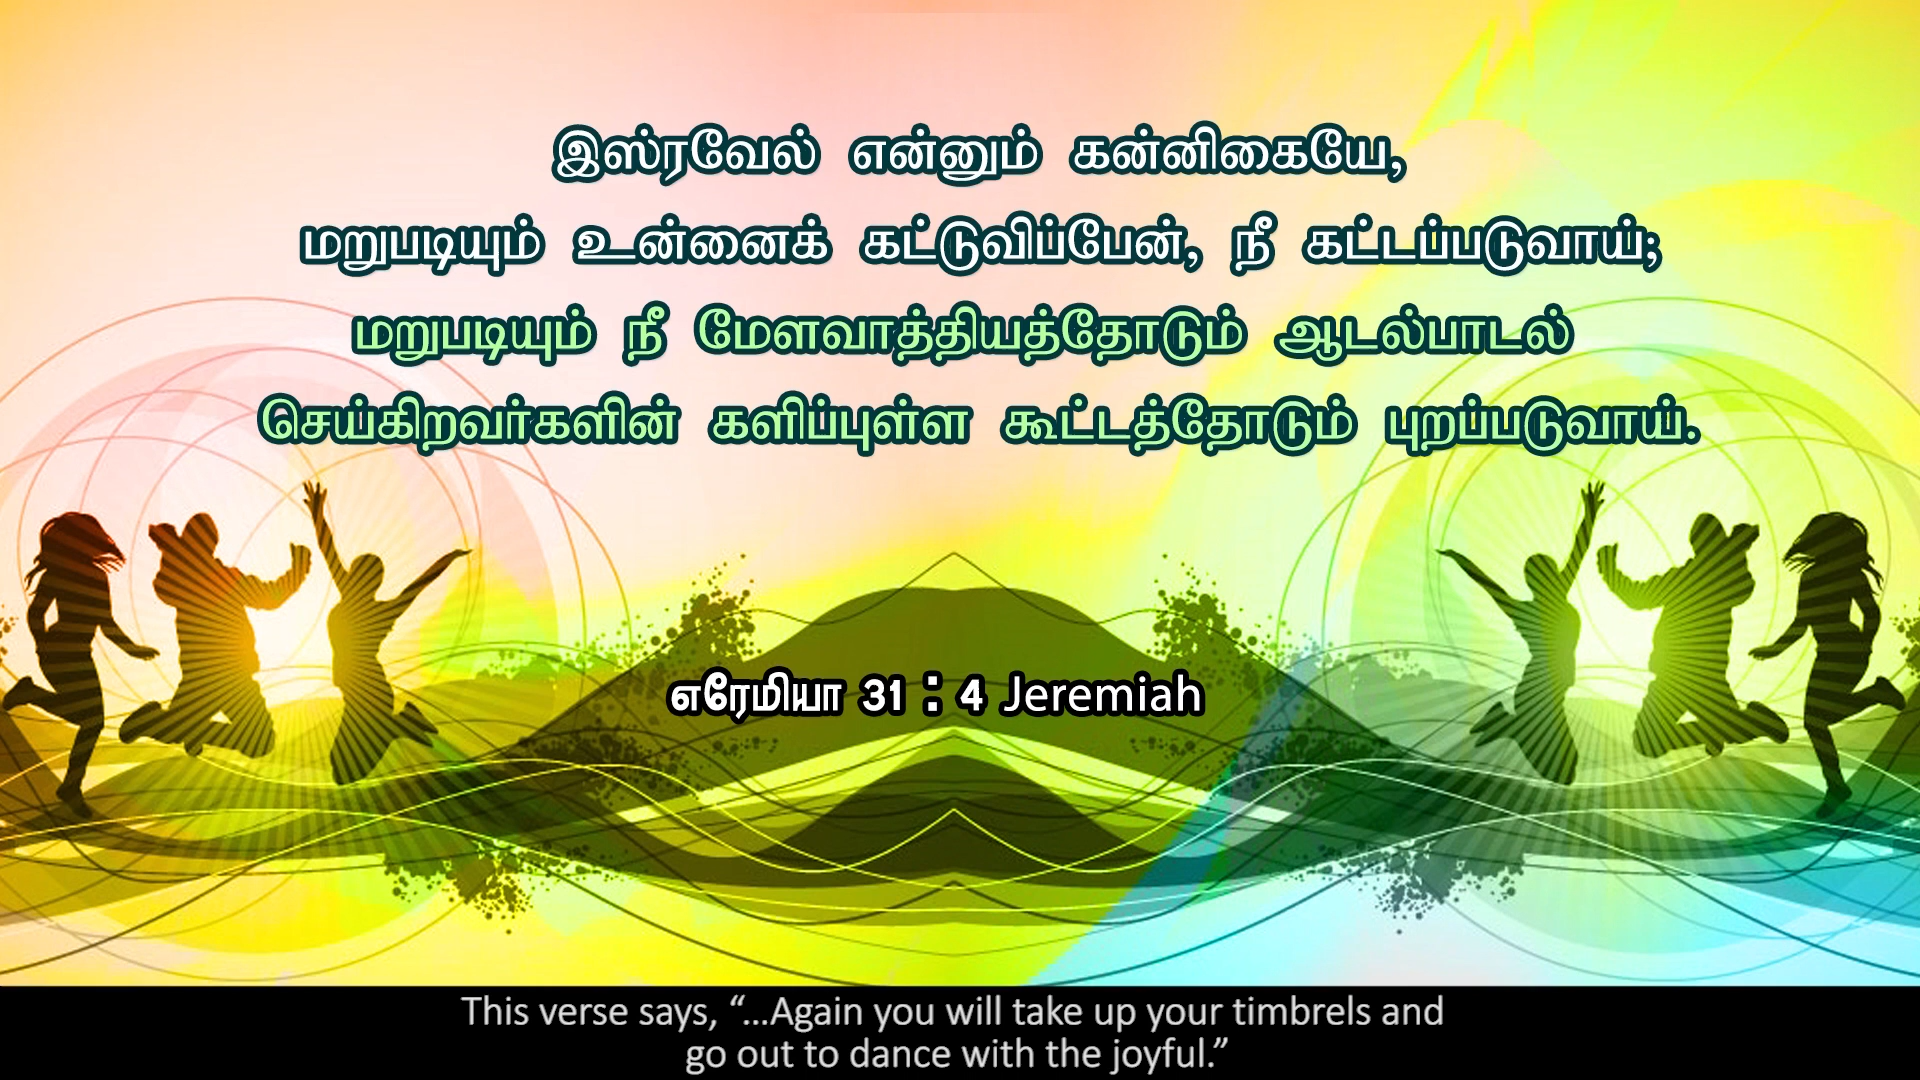 இஸ்ரவேல் என்னும் கன்னிகையே,
மறுபடியும் உன்னைக் கட்டுவிப்பேன், நீ கட்டப்படுவாய்;
மறுபடியும் நீ மேளவாத்தியத்தோடும் ஆடல்பாடல்
செய்கிறவர்களின் களிப்புள்ள கூட்டத்தோடும் புறப்படுவாய்.
எரேமியா 31 : 4 Jeremiah
This verse says, “...Again you will take up your timbrels and
go out to dance with the joyful.”